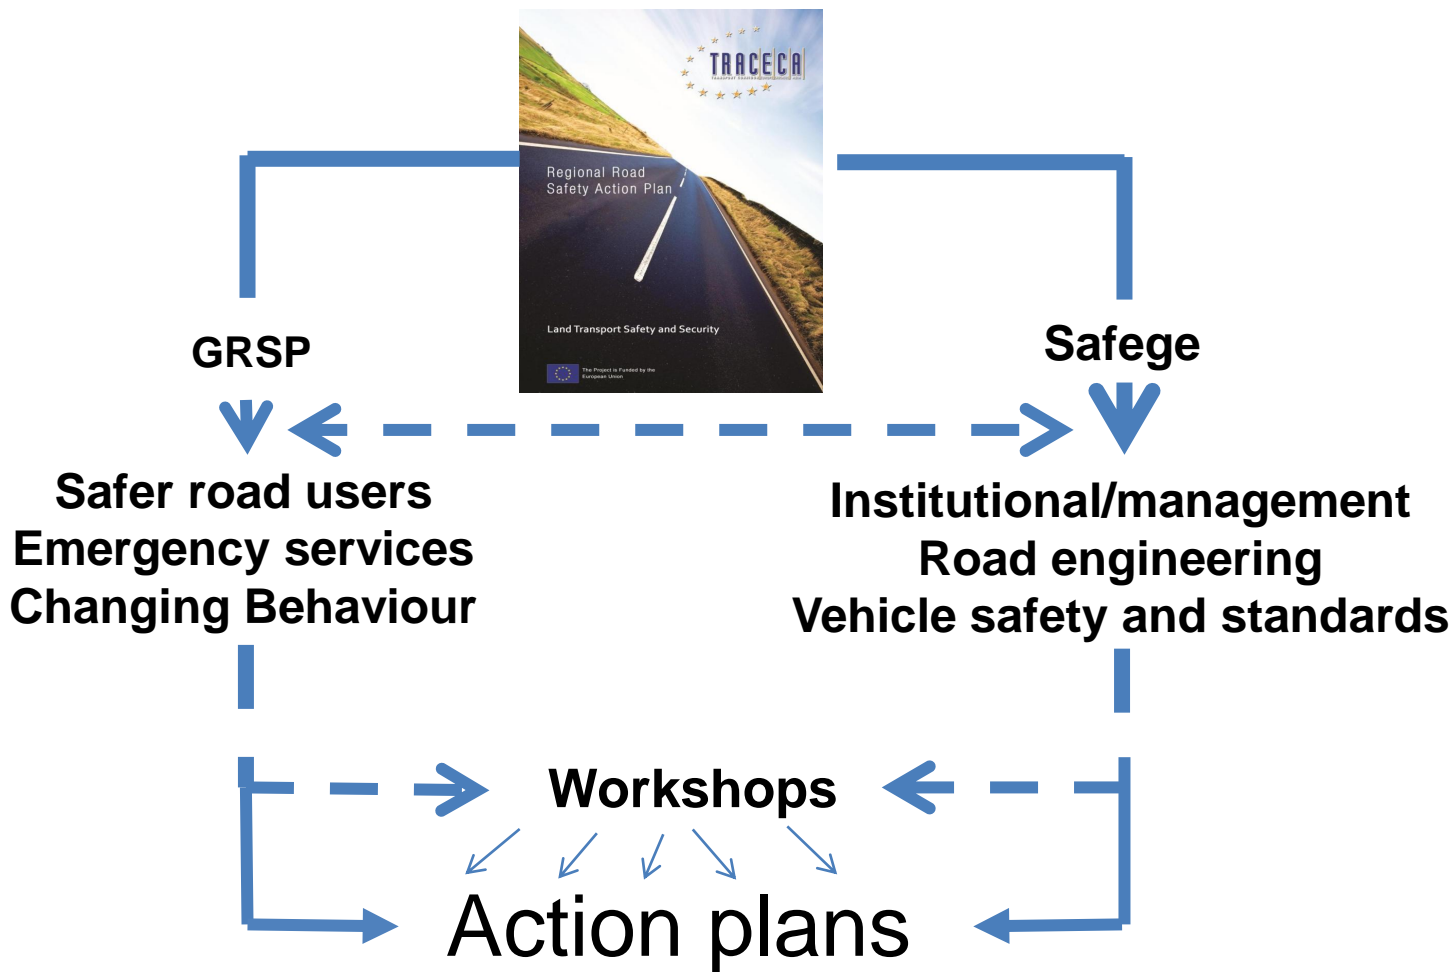 TRACECA
Regional Road
Safety Action Plan
Land Transport Safety and Security
The Project is Funded by the
European Union
GRSP
Safege
Safer road users
Emergency services
Changing Behaviour
Institutional/management
Road engineering
Vehicle safety and standards
Workshops
Action plans